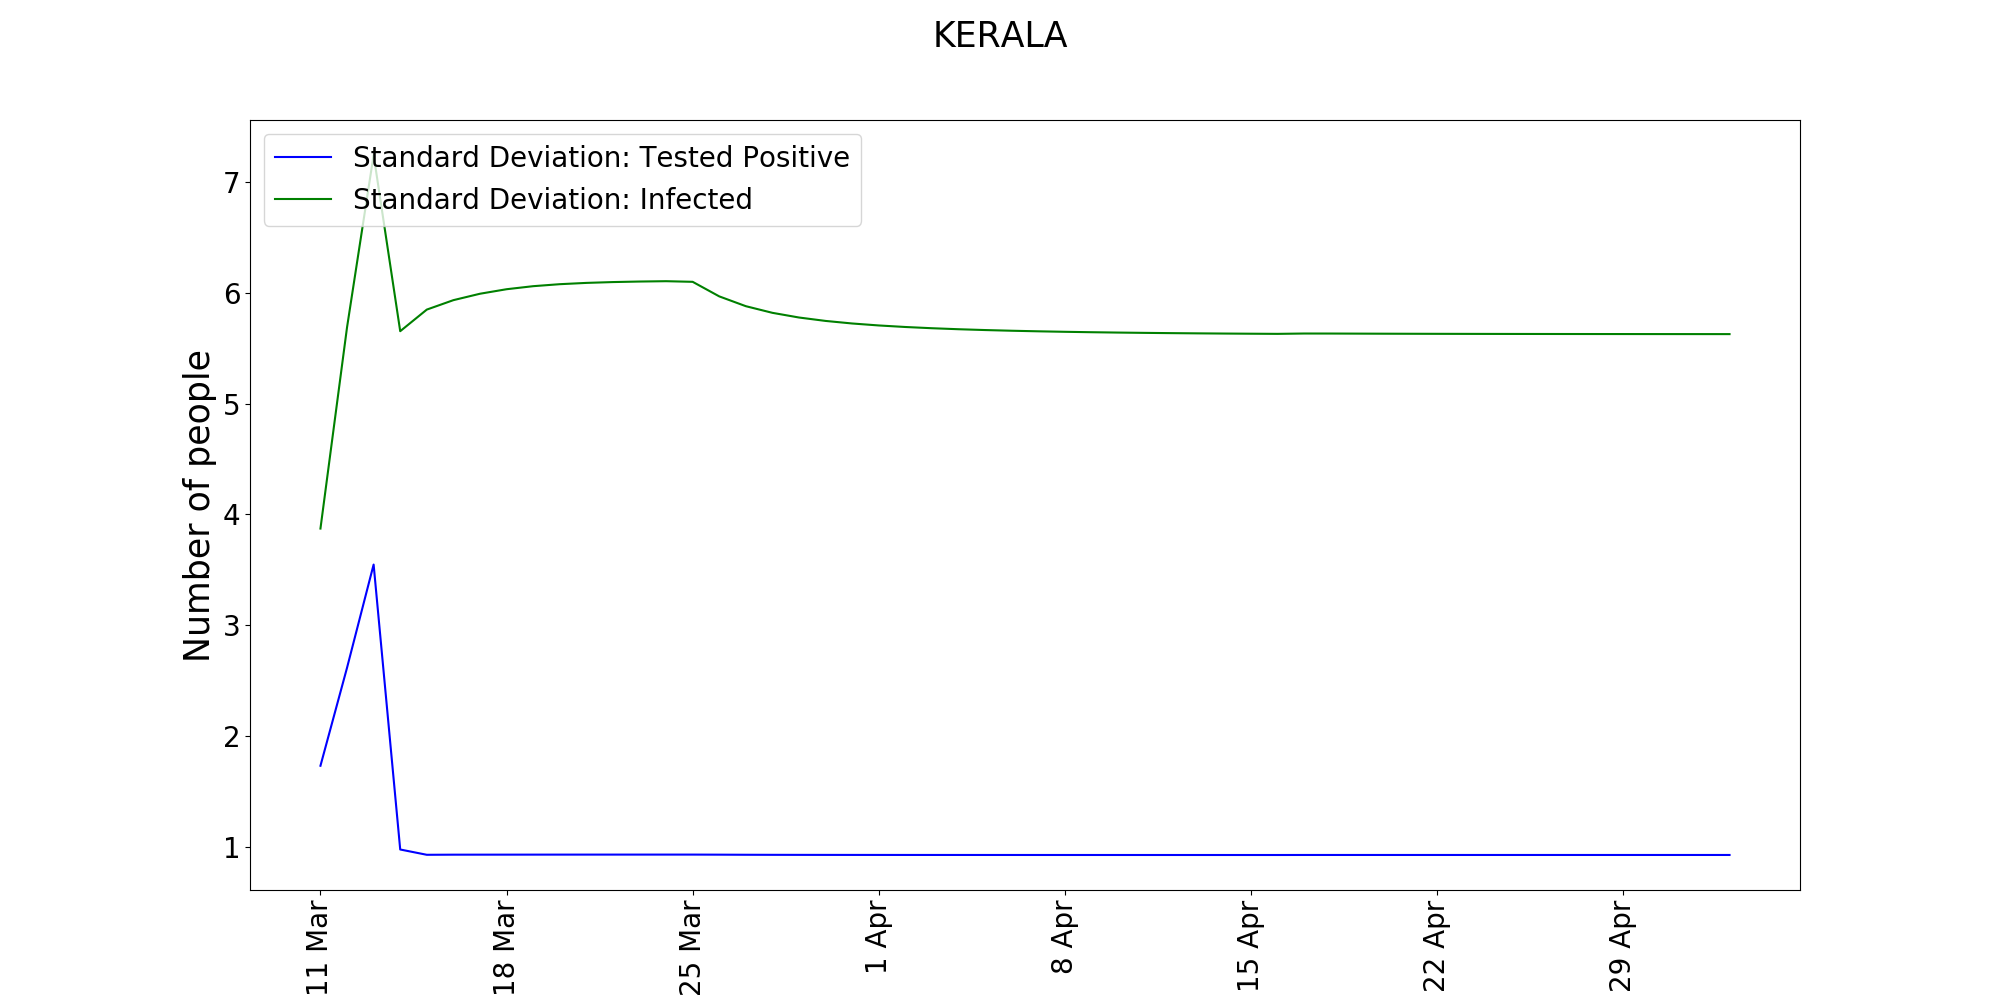 KERALA
Standard Deviation: Tested Positive
Standard Deviation: Infected
Number of people
7
6
5
4
3
2
1
11 Mar
18 Mar
25 Mar
1 Apr
8 Apr
15 Apr
22 Apr
29 Apr